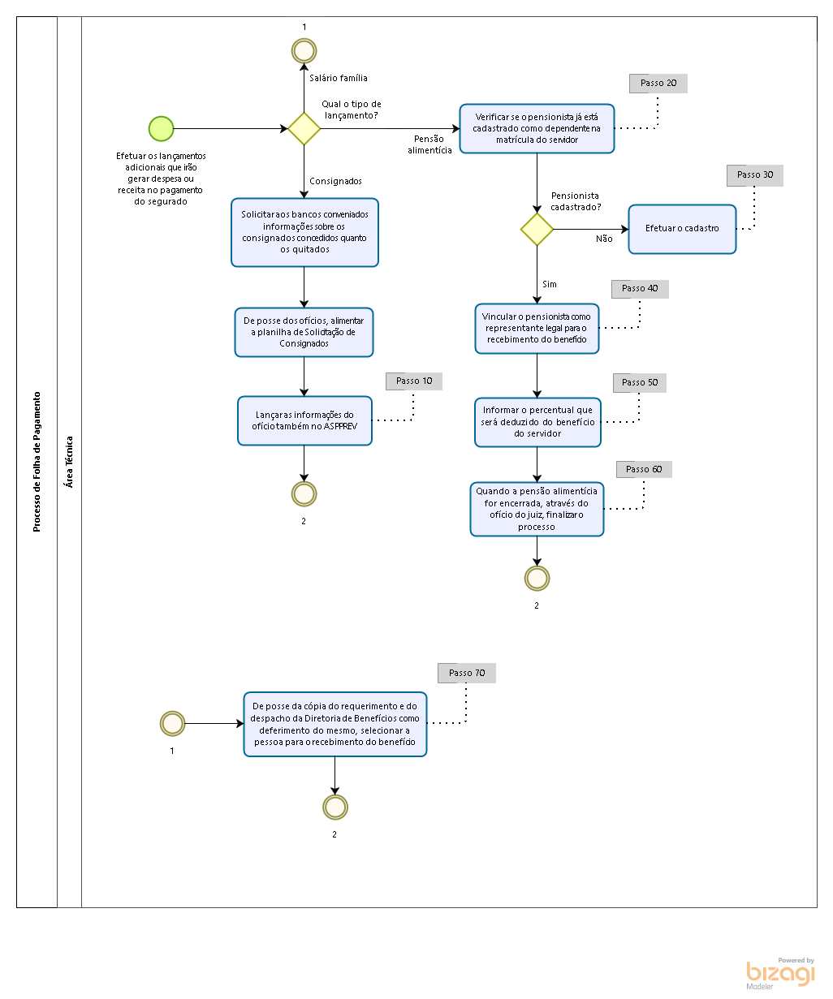 Processo de Folha de Pagamento
Área Técnica
1
Salário família
Qual o tipo de
lançamento?
Efetuar os lançamentos
adicionais que irão
gerar despesa ou
receita no pagamento
do segurado
Pensão
alimentícia
Consignados
Passo 20
Verificar se o pensionista já está
cadastrado como dependente na
matrícula do servidor
Passo 30
Pensionista
cadastrado?
Não
Efetuar o cadastro
Sim
Solicitar aos bancos conveniados
informações sobre os
consignados concedidos quanto
os quitados
De posse dos ofícios, alimentar
a planilha de Solicitação de
Consignados
Passo 10
Lançar as informações do
ofício também no ASPPREV
2
Passo 40
Vincular o pensionista como
representante legal para o
recebimento do benefício
Passo 50
Informar o percentual que
será deduzido do benefício
do servidor
Passo 60
Quando a pensão alimentícia
for encerrada, através do
ofício do juiz, finalizar o
processo
2
Passo 70
1
De posse da cópia do requerimento e do
despacho da Diretoria de Benefícios como
deferimento do mesmo, selecionar a
pessoa para o recebimento do benefício
2
Powered by
bizagi
Modeler